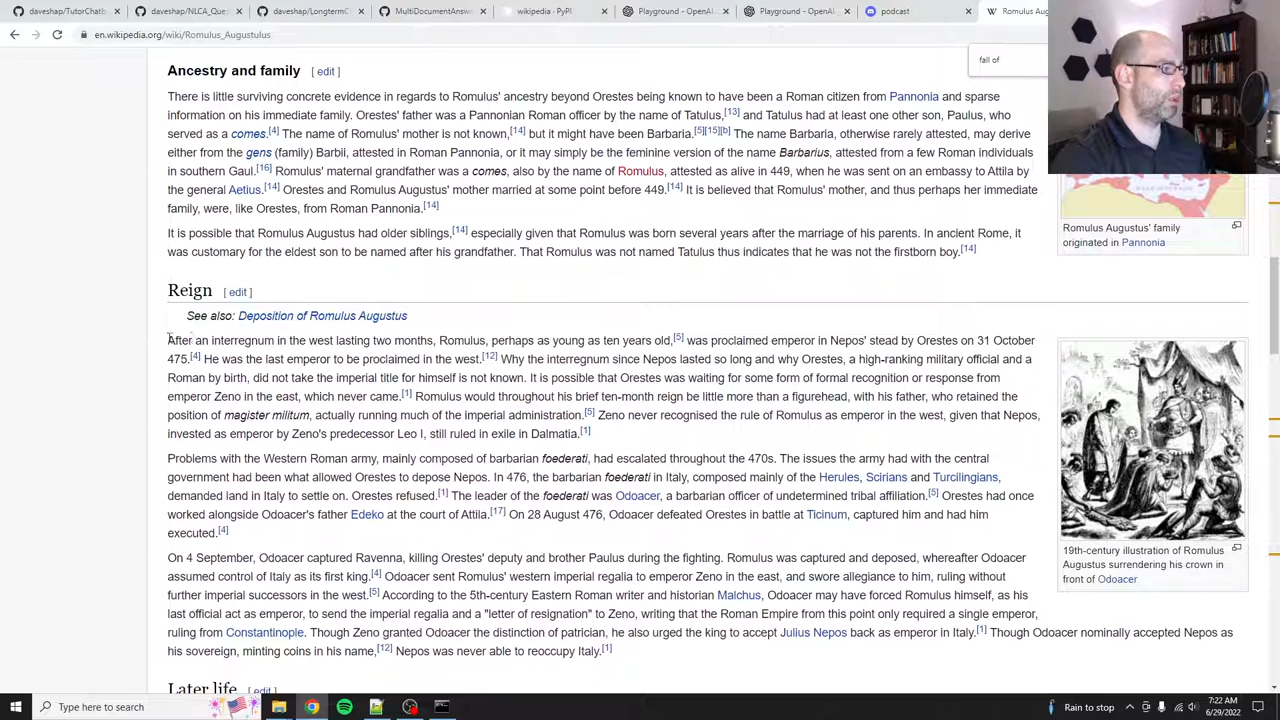 daveshap/TutorChatb
daveshap/NLCA_Ques
daveshap/LongtermC
MultiDocumentAnswe
wikipedia · PyPI
Playground - OpenAI
Playground - OpenAI
podcast
Romulus Aug
en.wikipedia.org/wiki/Romulus_Augustulus
fall of
Ancestry and family [ edit ]
There is little surviving concrete evidence in regards to Romulus' ancestry beyond Orestes being known to have been a Roman citizen from Pannonia and sparse
information on his immediate family. Orestes' father was a Pannonian Roman officer by the name of Tatulus,[13] and Tatulus had at least one other son, Paulus, who
served as a comes.[4] The name of Romulus' mother is not known,[14] but it might have been Barbaria.[5][15][b] The name Barbaria, otherwise rarely attested, may derive
either from the gens (family) Barbii, attested in Roman Pannonia, or it may simply be the feminine version of the name Barbarius, attested from a few Roman individuals
in southern Gaul.[16] Romulus' maternal grandfather was a comes, also by the name of Romulus, attested as alive in 449, when he was sent on an embassy to Attila by
the general Aetius.[14] Orestes and Romulus Augustus' mother married at some point before 449.[14] It is believed that Romulus' mother, and thus perhaps her immediate
family, were, like Orestes, from Roman Pannonia.[14]
It is possible that Romulus Augustus had older siblings,[14] especially given that Romulus was born several years after the marriage of his parents. In ancient Rome, it
was customary for the eldest son to be named after his grandfather. That Romulus was not named Tatulus thus indicates that he was not the firstborn boy.[14]
Romulus Augustus' family
originated in Pannonia
Reign [ edit ]
See also: Deposition of Romulus Augustus
After an interregnum in the west lasting two months, Romulus, perhaps as young as ten years old,[5] was proclaimed emperor in Nepos' stead by Orestes on 31 October
475.[4] He was the last emperor to be proclaimed in the west.[12] Why the interregnum since Nepos lasted so long and why Orestes, a high-ranking military official and a
Roman by birth, did not take the imperial title for himself is not known. It is possible that Orestes was waiting for some form of formal recognition or response from
emperor Zeno in the east, which never came.[1] Romulus would throughout his brief ten-month reign be little more than a figurehead, with his father, who retained the
position of magister militum, actually running much of the imperial administration.[5] Zeno never recognised the rule of Romulus as emperor in the west, given that Nepos,
invested as emperor by Zeno's predecessor Leo I, still ruled in exile in Dalmatia.[1]
Problems with the Western Roman army, mainly composed of barbarian foederati, had escalated throughout the 470s. The issues the army had with the central
government had been what allowed Orestes to depose Nepos. In 476, the barbarian foederati in Italy, composed mainly of the Herules, Scirians and Turcilingians,
demanded land in Italy to settle on. Orestes refused.[1] The leader of the foederati was Odoacer, a barbarian officer of undetermined tribal affiliation.[5] Orestes had once
worked alongside Odoacer's father Edeko at the court of Attila.[17] On 28 August 476, Odoacer defeated Orestes in battle at Ticinum, captured him and had him
executed.[4]
19th-century illustration of Romulus
Augustus surrendering his crown in
front of Odoacer
On 4 September, Odoacer captured Ravenna, killing Orestes' deputy and brother Paulus during the fighting. Romulus was captured and deposed, whereafter Odoacer
assumed control of Italy as its first king.[4] Odoacer sent Romulus' western imperial regalia to emperor Zeno in the east, and swore allegiance to him, ruling without
further imperial successors in the west.[5] According to the 5th-century Eastern Roman writer and historian Malchus, Odoacer may have forced Romulus himself, as his
last official act as emperor, to send the imperial regalia and a "letter of resignation" to Zeno, writing that the Roman Empire from this point only required a single emperor,
ruling from Constantinople. Though Zeno granted Odoacer the distinction of patrician, he also urged the king to accept Julius Nepos back as emperor in Italy.[1] Though Odoacer nominally accepted Nepos as
his sovereign, minting coins in his name,[12] Nepos was never able to reoccupy Italy.[1]
Later life [ edit ]
Type here to search
Rain to stop
7:22 AM
6/29/2022